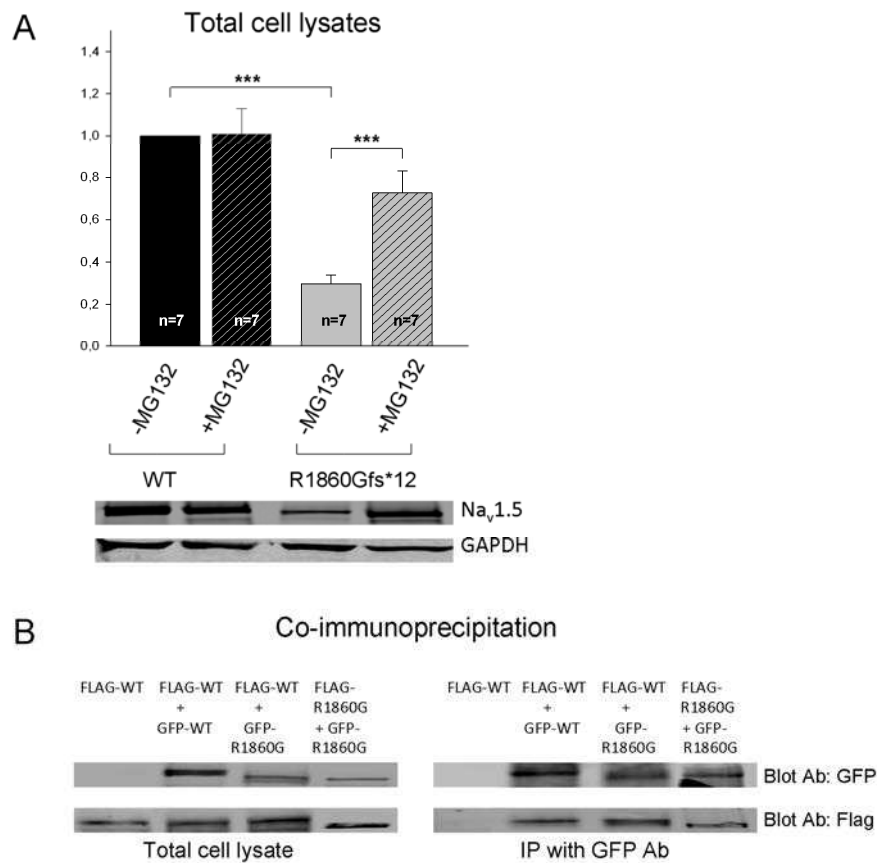 A
Total cell lysates
1,4
1,2
1,0
0,8
0,6
0,4
0,2
0,0
***
***
n=7
n=7
n=7
n=7
-MG132
+MG132
-MG132
+MG132
WT
R1860Gfs*12
Nav1.5
GAPDH
B
Co-immunoprecipitation
FLAG-WT
FLAG-WT
+
GFP-WT
FLAG-WT
+
GFP-
R1860G
FLAG-
R1860G
+ GFP-
R1860G
FLAG-WT
FLAG-WT
+
GFP-WT
FLAG-WT
+
GFP-
R1860G
FLAG-
R1860G
+ GFP-
R1860G
Blot Ab: GFP
Blot Ab: Flag
Total cell lysate
IP with GFP Ab